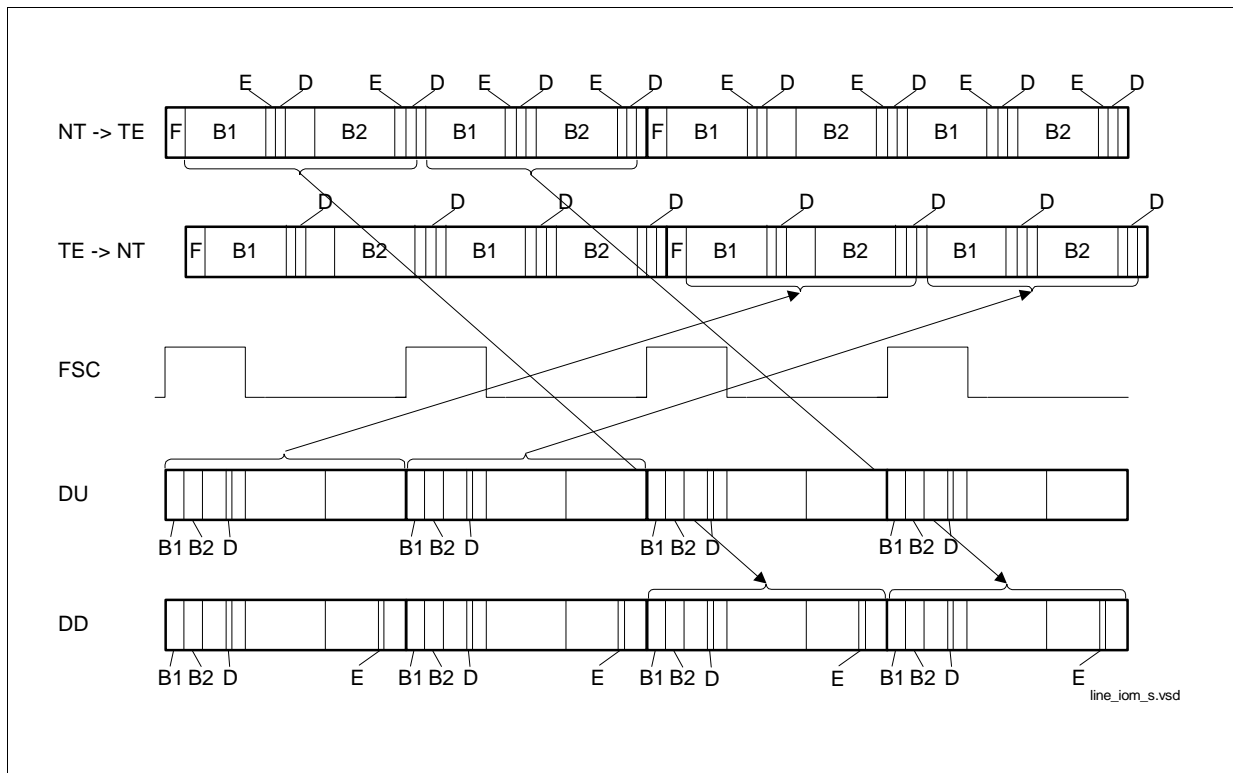 E D E D E D E D E D E D E D E D
NT -> TE F B1 B2 B1 B2 F B1 B2 B1 B2
D D D D D D D D
TE -> NT F B1 B2 B1 B2 F B1 B2 B1 B2
FSC
DU
B1 B2 D B1 B2 D B1 B2 D B1 B2 D
DD
B1 B2 D E B1 B2 D E B1 B2 D E B1 B2 D E
line_iom_s.vsd